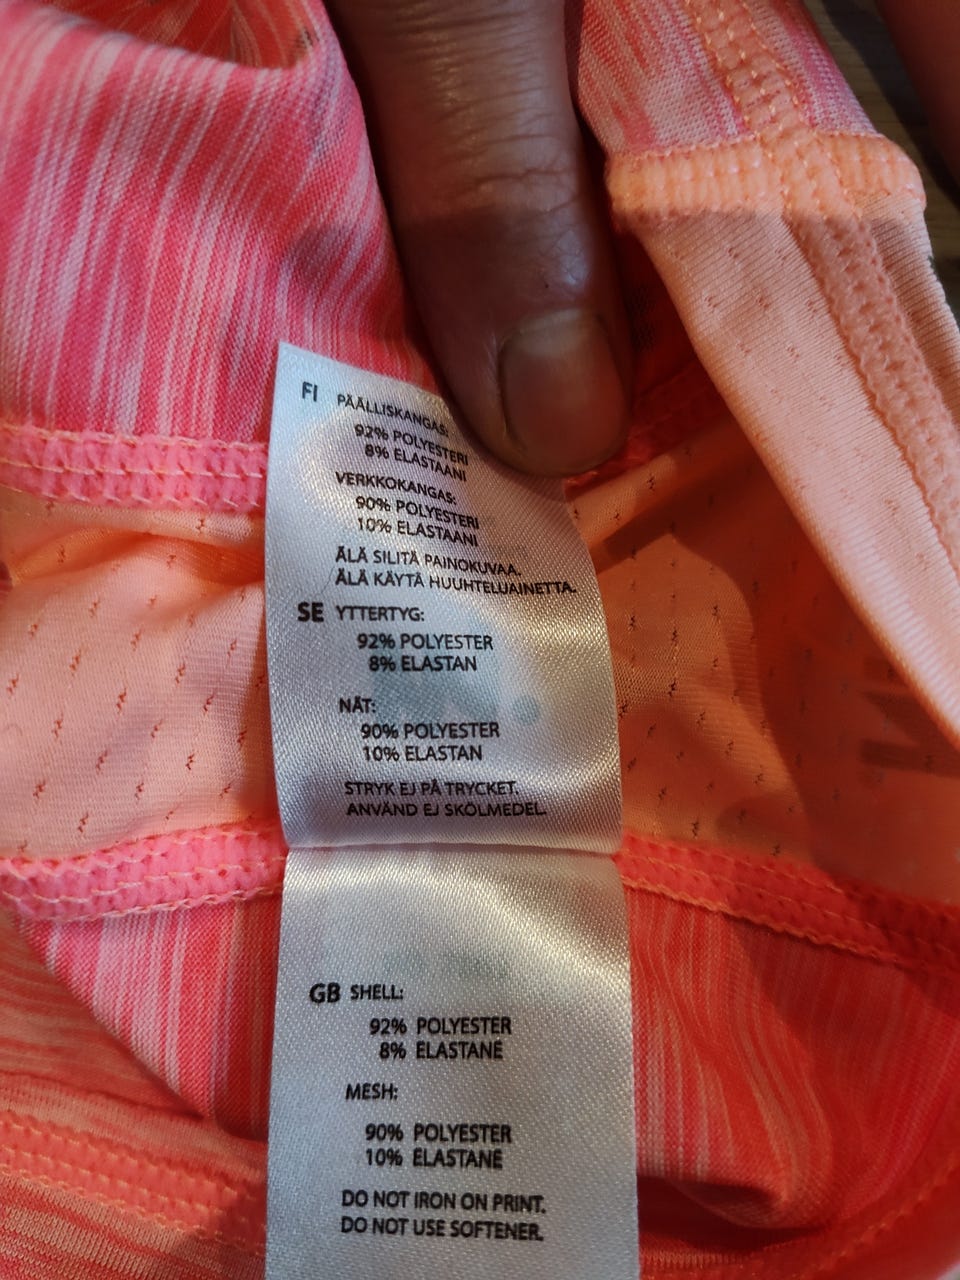 FI PÄÄLLISKANGAS:
92% POLYESTERI
8% ELASTAANI
VERKKOKANGAS:
90% POLYESTERI
10% ELASTAANI
ÄLÄ SILITÄ PAINOKUVAA.
ÄLÄ KÄYTÄ HUUHTELUAINETTA.
SE YTTERTYG:
92% POLYESTER
8% ELASTAN
NÄT:
90% POLYESTER
10% ELASTAN
STRYK EJ PÅ TRYCKET.
ANVÄND EJ SKÖLMEDEL.
GB SHELL:
92% POLYESTER
8% ELASTANE
MESH:
90% POLYESTER
10% ELASTANE
DO NOT IRON ON PRINT.
DO NOT USE SOFTENER.